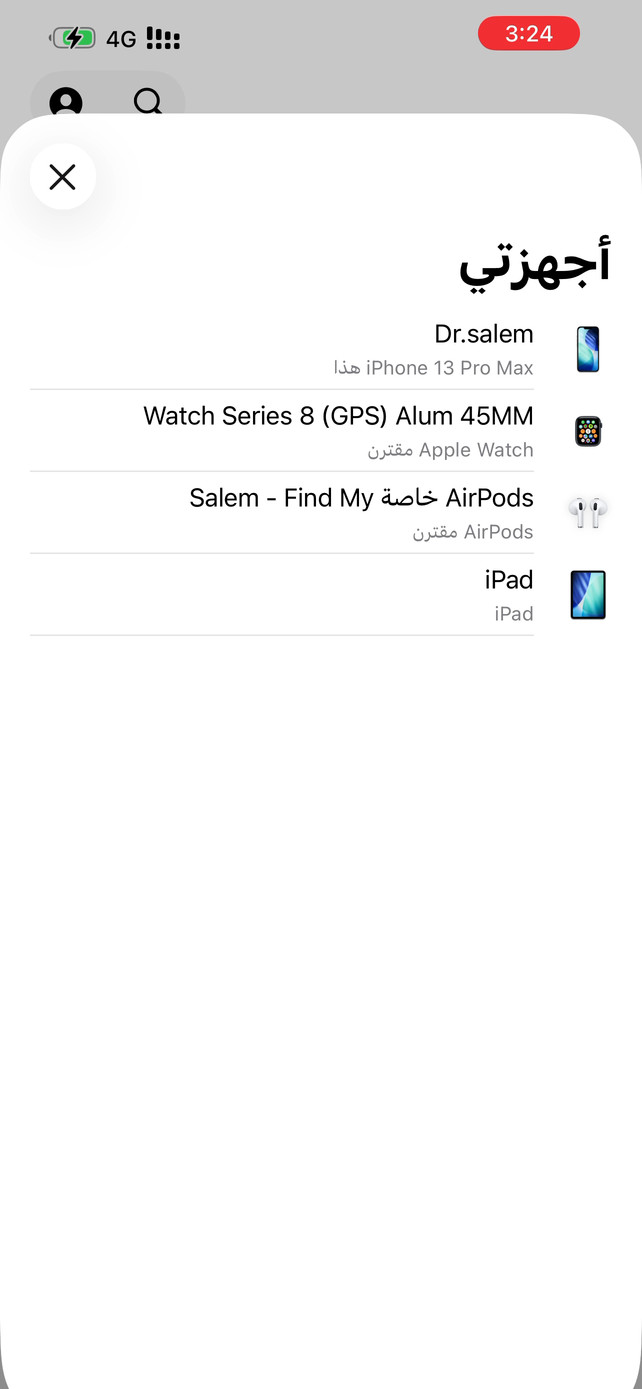 4G
3:24
أجهزتي
Dr.salem
iPhone 13 Pro Max هذا
Watch Series 8 (GPS) Alum 45MM
Apple Watch مقترن
AirPods خاصة Salem - Find My
AirPods مقترن
iPad
iPad